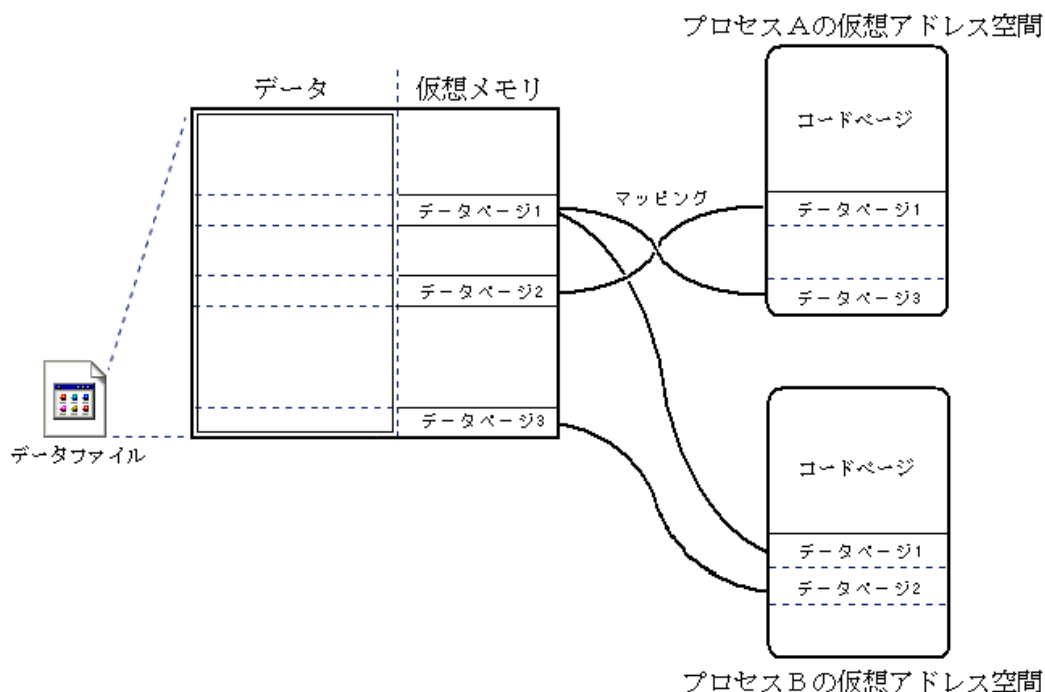 プロセスAの仮想アドレス空間
データ
仮想メモリ
コードページ
マッピング
データページ1
データページ1
データページ2
データページ3
データページ3
データファイル
コードページ
データページ1
データページ2
プロセスBの仮想アドレス空間